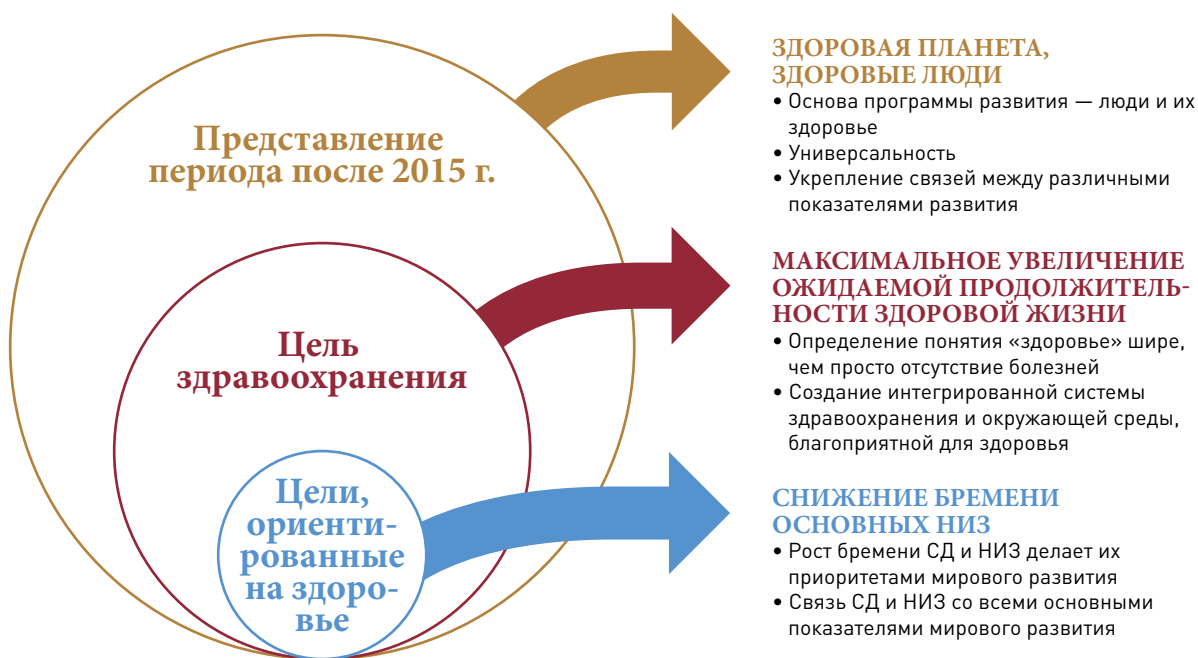 Представление
периода после 2015 г.
Цель
здравоохранения
Цели,
ориенти-
рованные
на здоро-
вье
ЗДОРОВАЯ ПЛАНЕТА,
ЗДОРОВЫЕ ЛЮДИ
• Основа программы развития — люди и их
здоровье
• Универсальность
• Укрепление связей между различными
показателями развития
МАКСИМАЛЬНОЕ УВЕЛИЧЕНИЕ
ОЖИДАЕМОЙ ПРОДОЛЖИТЕЛЬ-
НОСТИ ЗДОРОВОЙ ЖИЗНИ
• Определение понятия «здоровье» шире,
чем просто отсутствие болезней
• Создание интегрированной системы
здравоохранения и окружающей среды,
благоприятной для здоровья
СНИЖЕНИЕ БРЕМЕНИ
ОСНОВНЫХ НИЗ
• Рост бремени СД и НИЗ делает их
приоритетами мирового развития
• Связь СД и НИЗ со всеми основными
показателями мирового развития